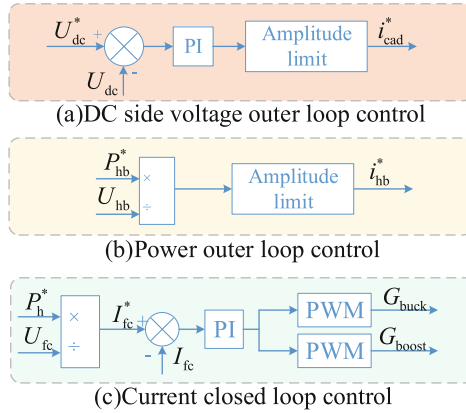 U*dc + - PI Amplitude limit i*cad
Udc
(a)DC side voltage outer loop control
P*hb × Amplitude limit i*hb
Uhb ÷
(b)Power outer loop control
P*h × I*fc + PWM Gbuck
Ufc ÷ - Ifc PI PWM Gboost
(c)Current closed loop control